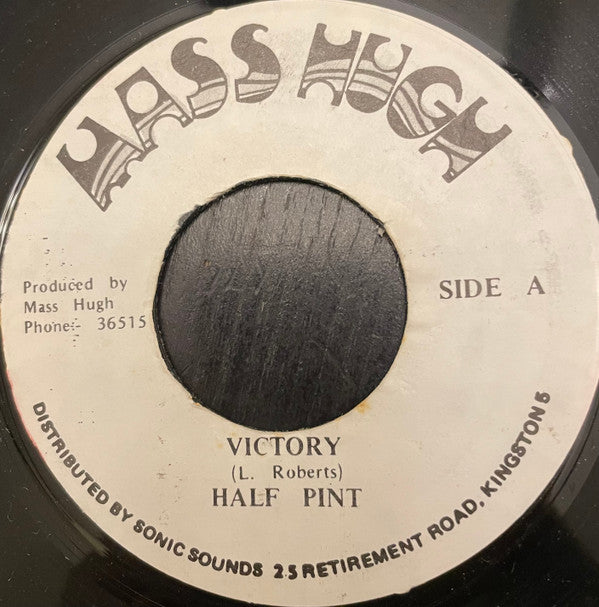 MASS HUGH
Produced by
Mass Hugh
Phone:- 36515
SIDE A
VICTORY
(L. Roberts)
HALF PINT
DISTRIBUTED BY SONIC SOUNDS 25 RETIREMENT ROAD, KINGSTON 5